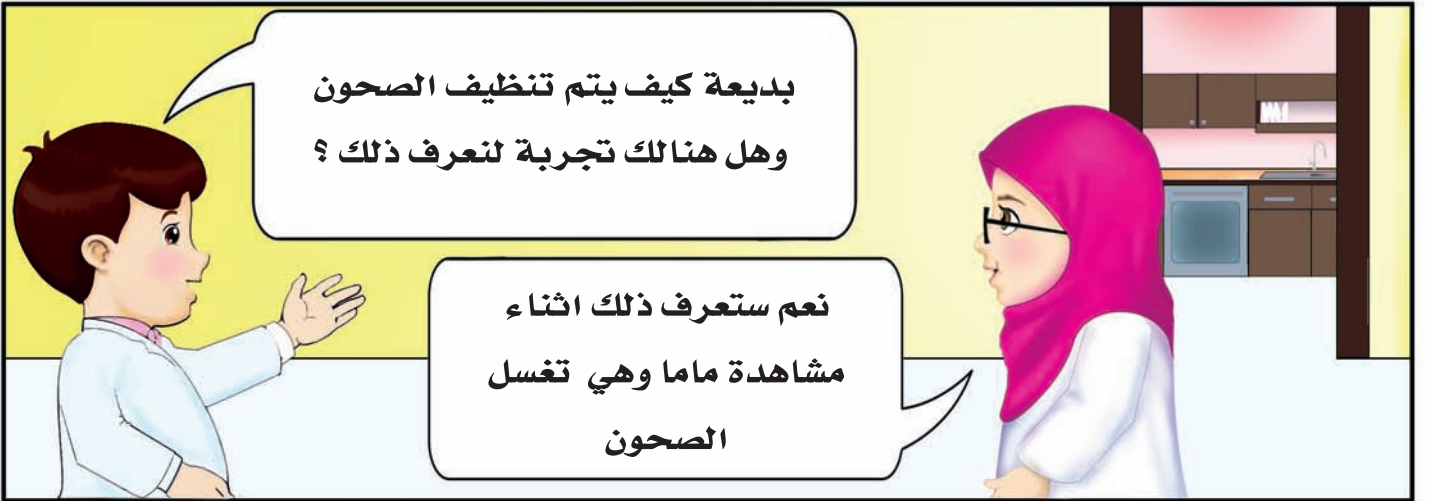 بديعة كيف يتم تنظيف الصحون
وهل هنالك تجربة لنعرف ذلك ؟
نعم ستعرف ذلك اثناء
مشاهدة ماما وهي تغسل
الصحون